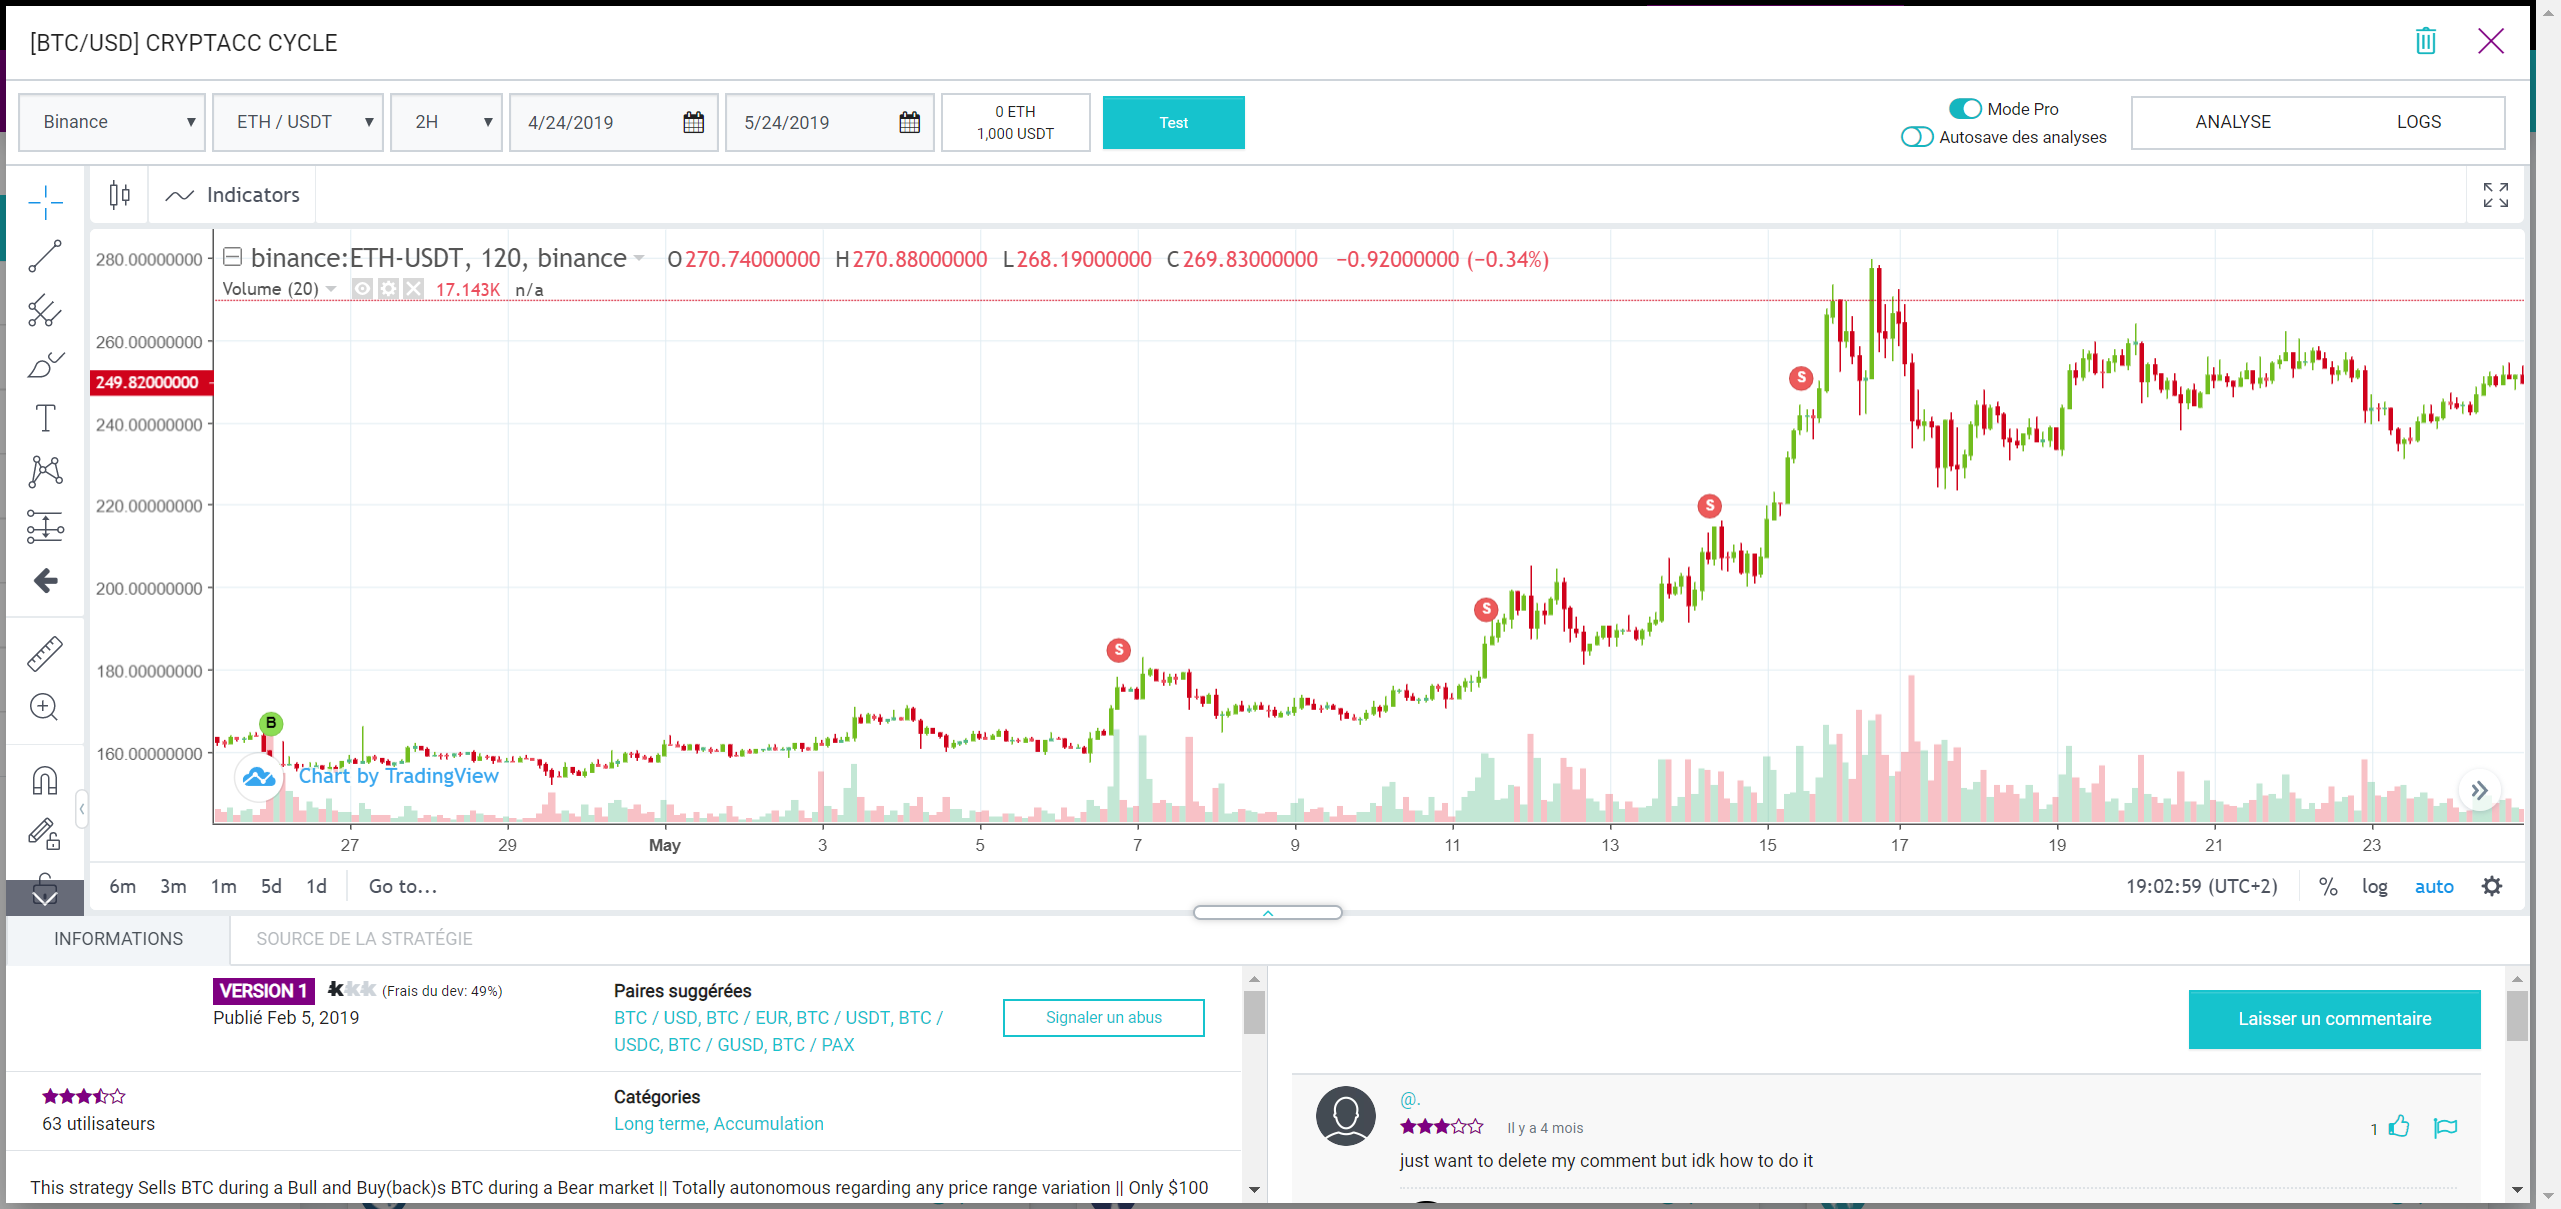 [BTC/USD] CRYPTACC CYCLE
Binance ▼ ETH / USDT ▼ 2H ▼ 4/24/2019 5/24/2019
0 ETH
1,000 USDT
Test
Mode Pro
Autosave des analyses
ANALYSE LOGS
Indicators
binance:ETH-USDT, 120, binance O270.74000000 H270.88000000 L268.19000000 C269.83000000 −0.92000000 (−0.34%)
Volume (20) 17.143K n/a
280.00000000
260.00000000
249.82000000
240.00000000
220.00000000
200.00000000
180.00000000
160.00000000
S
S
S
S
B
Chart by TradingView
27 29 May 3 5 7 9 11 13 15 17 19 21 23
6m 3m 1m 5d 1d Go to... 19:02:59 (UTC+2) % log auto
INFORMATIONS SOURCE DE LA STRATÉGIE
VERSION 1 (Frais du dev: 49%)
Publié Feb 5, 2019
Paires suggérées
BTC / USD, BTC / EUR, BTC / USDT, BTC /
USDC, BTC / GUSD, BTC / PAX
Signaler un abus
63 utilisateurs
Catégories
Long terme, Accumulation
This strategy Sells BTC during a Bull and Buy(back)s BTC during a Bear market || Totally autonomous regarding any price range variation || Only $100
Laisser un commentaire
@.
Il y a 4 mois
1
just want to delete my comment but idk how to do it